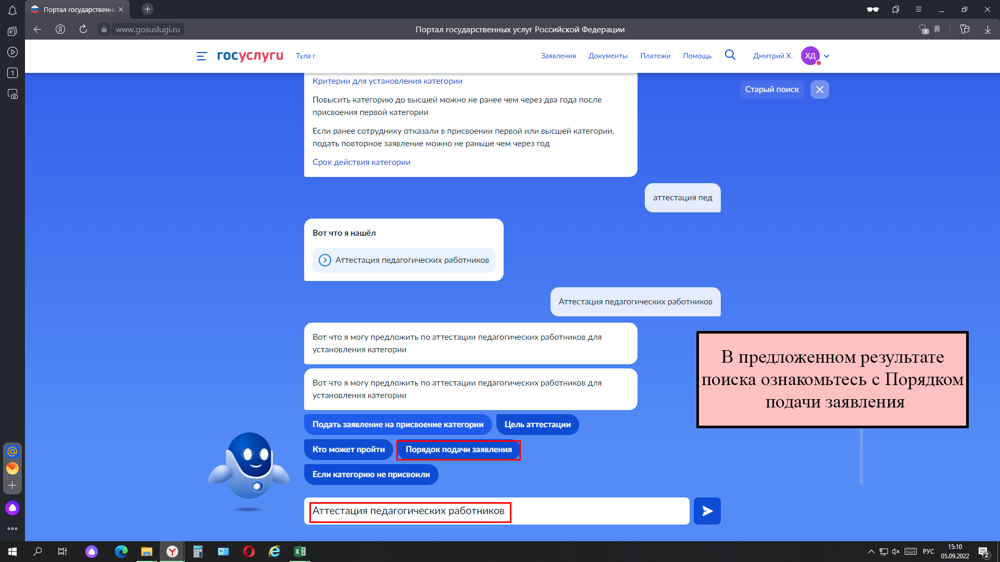 Портал государственн
www.gosuslugi.ru
Портал государственных услуг Российской Федерации
1
1
госуслуги
Тула г
Заявления
Документы
Платежи
Помощь
Дмитрий Х.
ХД
Старый поиск
Критерии для установления категории
Повысить категорию до высшей можно не ранее чем через два года после
присвоения первой категории
Если ранее сотруднику отказали в присвоении первой или высшей категории,
подать повторное заявление можно не раньше чем через год
Срок действия категории
аттестация пед
Вот что я нашёл
Аттестация педагогических работников
Аттестация педагогических работников
Вот что я могу предложить по аттестации педагогических работников для
установления категории
Вот что я могу предложить по аттестации педагогических работников для
установления категории
В предложенном результате
поиска ознакомьтесь с Порядком
подачи заявления
Подать заявление на присвоение категории
Цель аттестации
Кто может пройти
Порядок подачи заявления
Если категорию не присвоили
Аттестация педагогических работников
РУС
15:10
05.09.2022
2